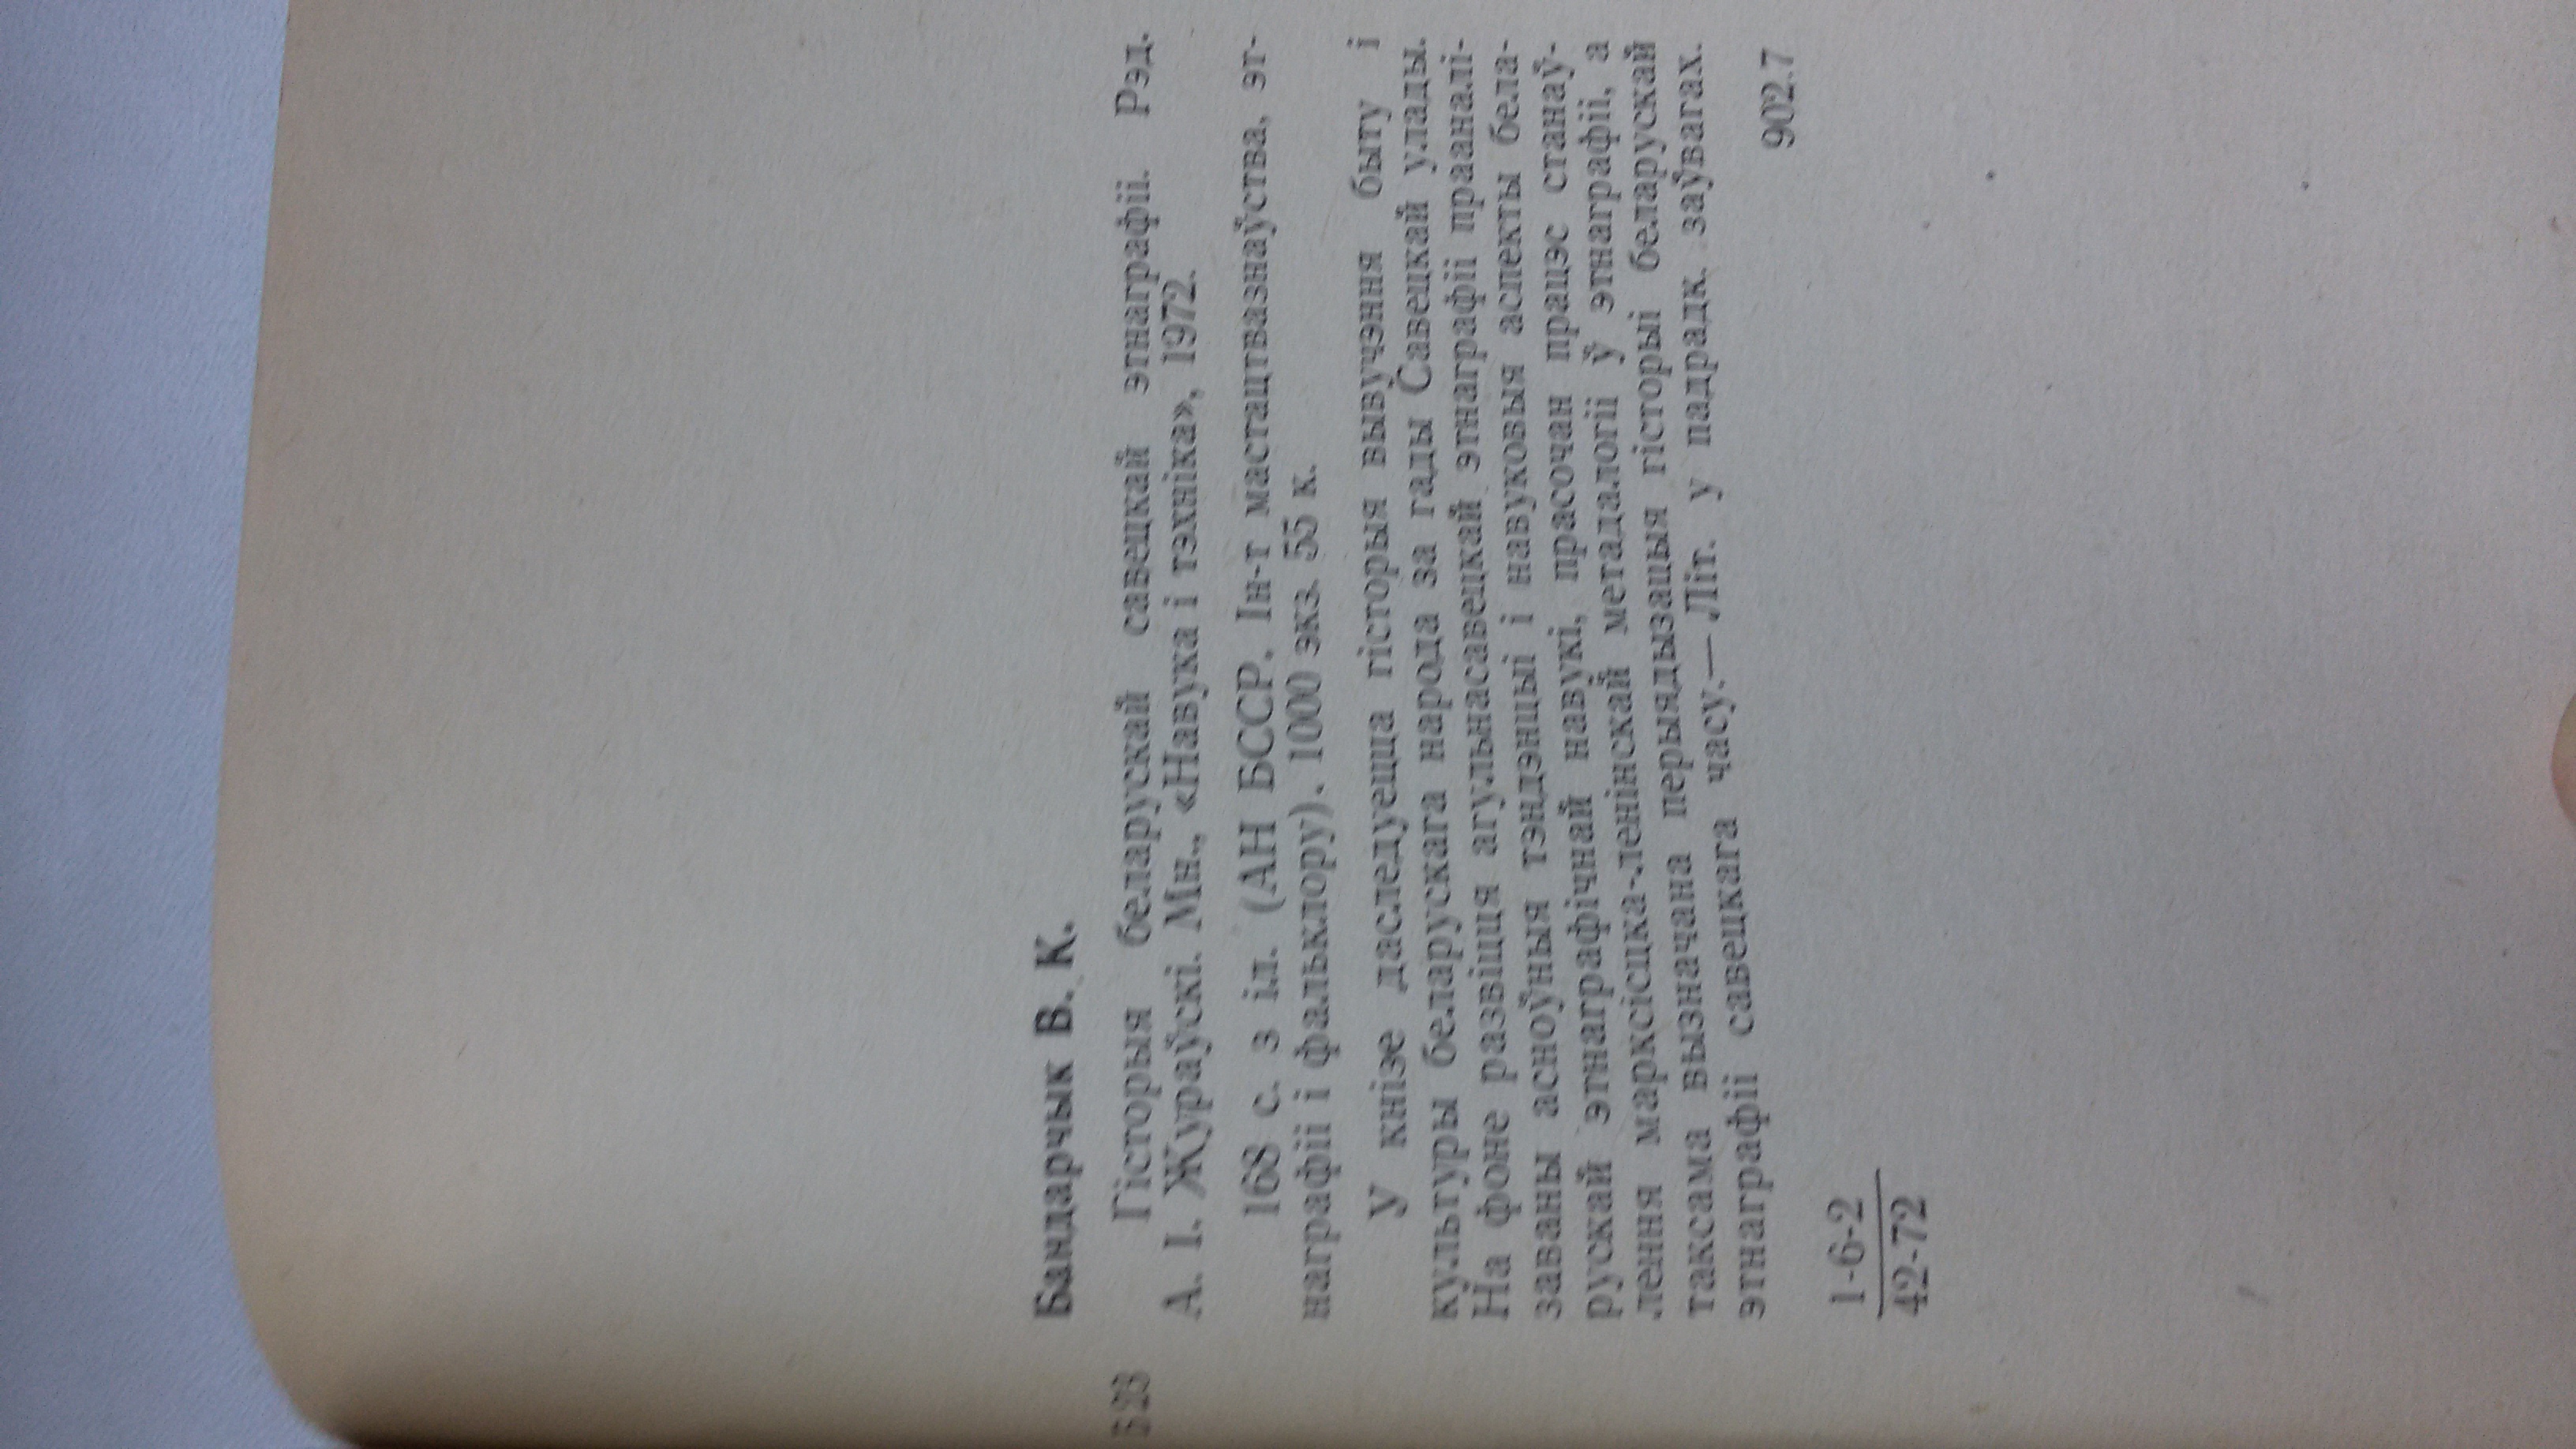 Бандарчык В. К.
Б23 Гісторыя беларускай савецкай этнаграфіі. Рэд.
А. І. Жураўскі. Мн., «Навука і тэхніка», 1972.
168 с. з іл. (АН БССР. Ін-т мастацтвазнаўства, эт-
награфіі і фальклору). 1000 экз. 55 к.
У кнізе даследуецца гісторыя вывучэння быту і
культуры беларускага народа за гады Савецкай улады.
На фоне развіцця агульнасавецкай этнаграфіі прааналі-
заваны асноўныя тэндэнцыі і навуковыя аспекты бела-
рускай этнаграфічнай навукі, прасочан працэс станаў-
лення марксісцка-ленінскай метадалогіі ў этнаграфіі, а
таксама вызначана перыядызацыя гісторыі беларускай
этнаграфіі савецкага часу.— Літ. у падрадк. заўвагах.
1-6-2
42-72
902.7